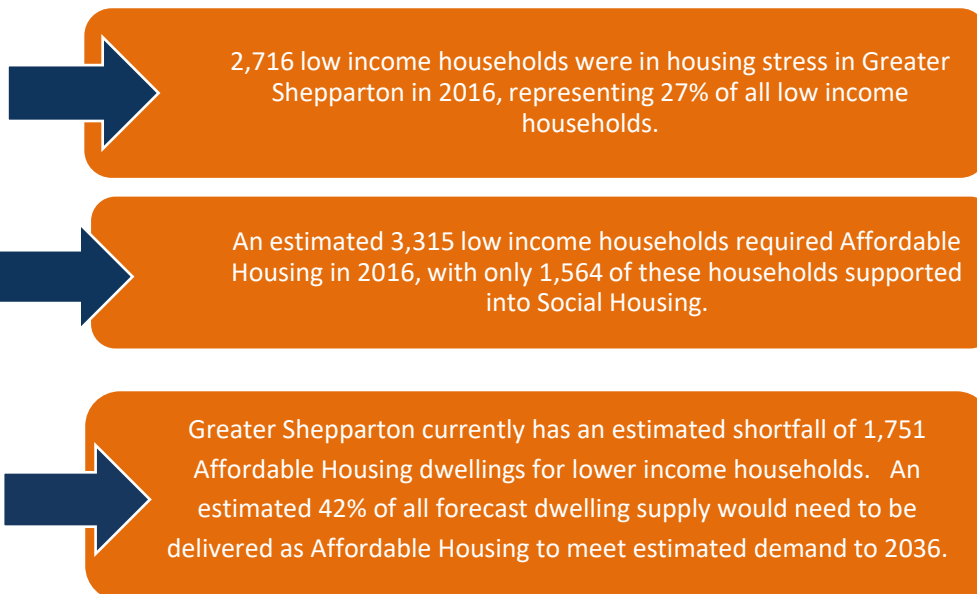 2,716 low income households were in housing stress in Greater
Shepparton in 2016, representing 27% of all low income
households.
An estimated 3,315 low income households required Affordable
Housing in 2016, with only 1,564 of these households supported
into Social Housing.
Greater Shepparton currently has an estimated shortfall of 1,751
Affordable Housing dwellings for lower income households. An
estimated 42% of all forecast dwelling supply would need to be
delivered as Affordable Housing to meet estimated demand to 2036.